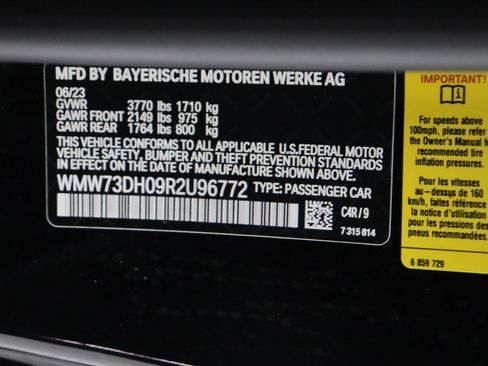 MFD BY BAYERISCHE MOTOREN WERKE AG
06/23
GVWR 3770 lbs 1710 kg
GAWR FRONT 2149 lbs 975 kg
GAWR REAR 1764 lbs 800 kg
THIS VEHICLE CONFORMS TO ALL APPLICABLE U.S.FEDERAL MOTOR
VEHICLE SAFETY, BUMPER AND THEFT PREVENTION STANDARDS
IN EFFECT ON THE DATE OF MANUFACTURE SHOWN ABOVE.
WMW73DH09R2U96772 TYPE: PASSENGER CAR
C4R/9
7 315 814
IMPORTANT!
For speeds above
100mph, please refer
the Owner's Manual
recommended tire
inflation pressures.
Pour les vitesses
au-dessus de 160
km/h, faites référence
la notice d'utilisation
pour les pressions des
pneus recommandées.
6 859 729